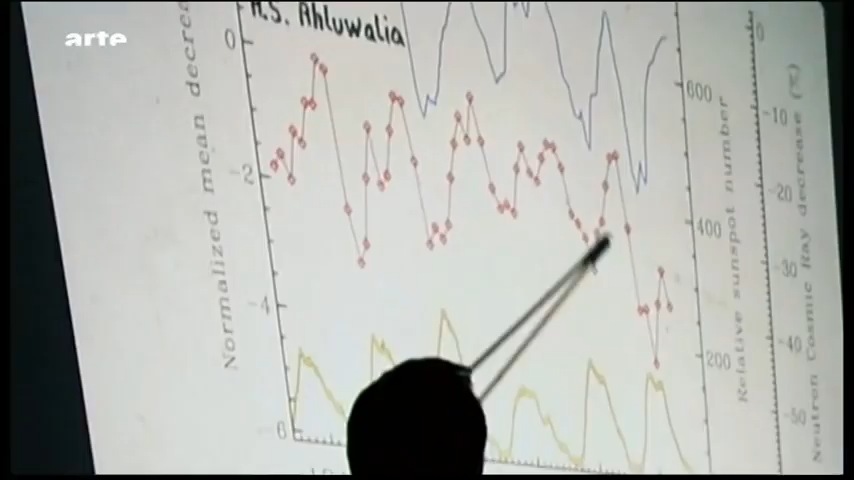 arte
H.S. Ahluwalia
Normalized mean decrea
0
-2
-4
-6
600
400
200
Relative sunspot number
0
-10
-20
-30
-40
-50
Neutron Cosmic Ray decrease (%)